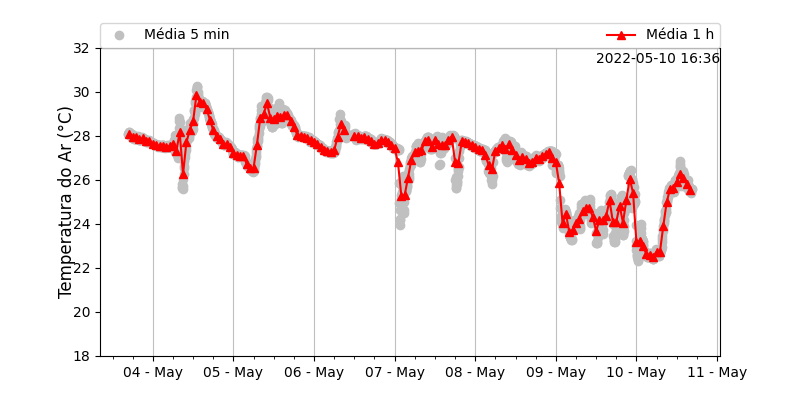 Média 5 min
Média 1 h
2022-05-10 16:36
Temperatura do Ar (°C)
32
30
28
26
24
22
20
18
04 - May
05 - May
06 - May
07 - May
08 - May
09 - May
10 - May
11 - May